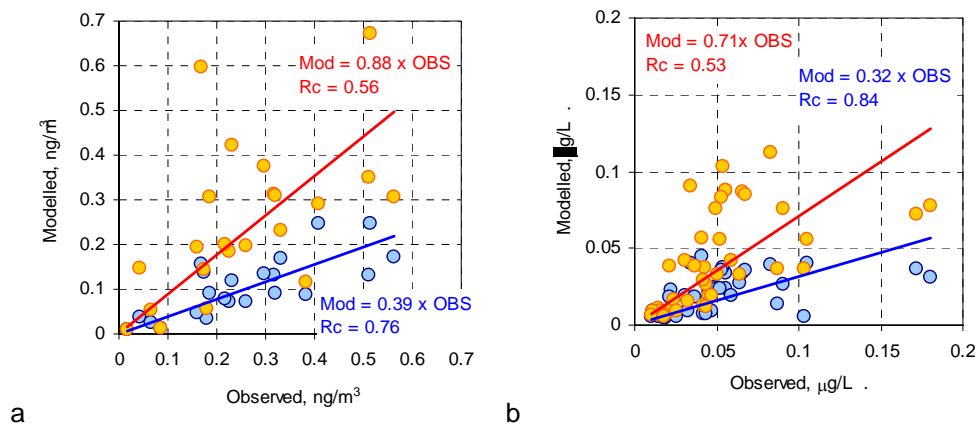 0.7
0.6
0.5
0.4
0.3
0.2
0.1
0
Modelled, ng/m³
Mod = 0.88 x OBS
Rc = 0.56
Mod = 0.39 x OBS
Rc = 0.76
0 0.1 0.2 0.3 0.4 0.5 0.6 0.7
Observed, ng/m³
a
0.2
0.15
0.1
0.05
0
Modelled, g/L .
Mod = 0.71x OBS
Rc = 0.53
Mod = 0.32 x OBS
Rc = 0.84
0 0.05 0.1 0.15 0.2
Observed, μg/L .
b